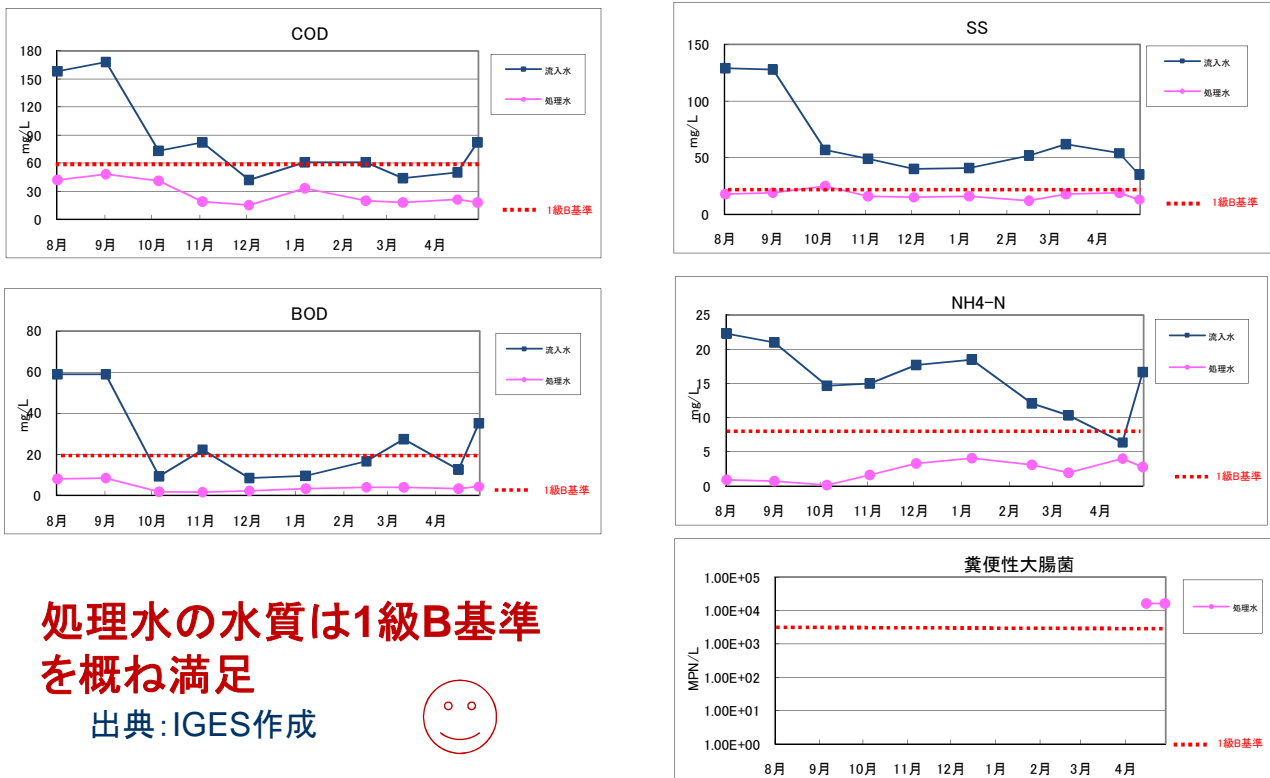 COD
180
150
120
90
60
30
0
mg/L
8月 9月 10月 11月 12月 1月 2月 3月 4月
流入水
処理水
1級B基準
SS
150
100
50
0
mg/L
8月 9月 10月 11月 12月 1月 2月 3月 4月
流入水
処理水
1級B基準
BOD
80
60
40
20
0
mg/L
8月 9月 10月 11月 12月 1月 2月 3月 4月
流入水
処理水
1級B基準
NH4-N
25
20
15
10
5
0
mg/L
8月 9月 10月 11月 12月 1月 2月 3月 4月
流入水
処理水
1級B基準
糞便性大腸菌
1.00E+05
1.00E+04
1.00E+03
1.00E+02
1.00E+01
1.00E+00
MPN/L
8月 9月 10月 11月 12月 1月 2月 3月 4月
処理水
1級B基準
処理水の水質は1級B基準
を概ね満足
出典:IGES作成